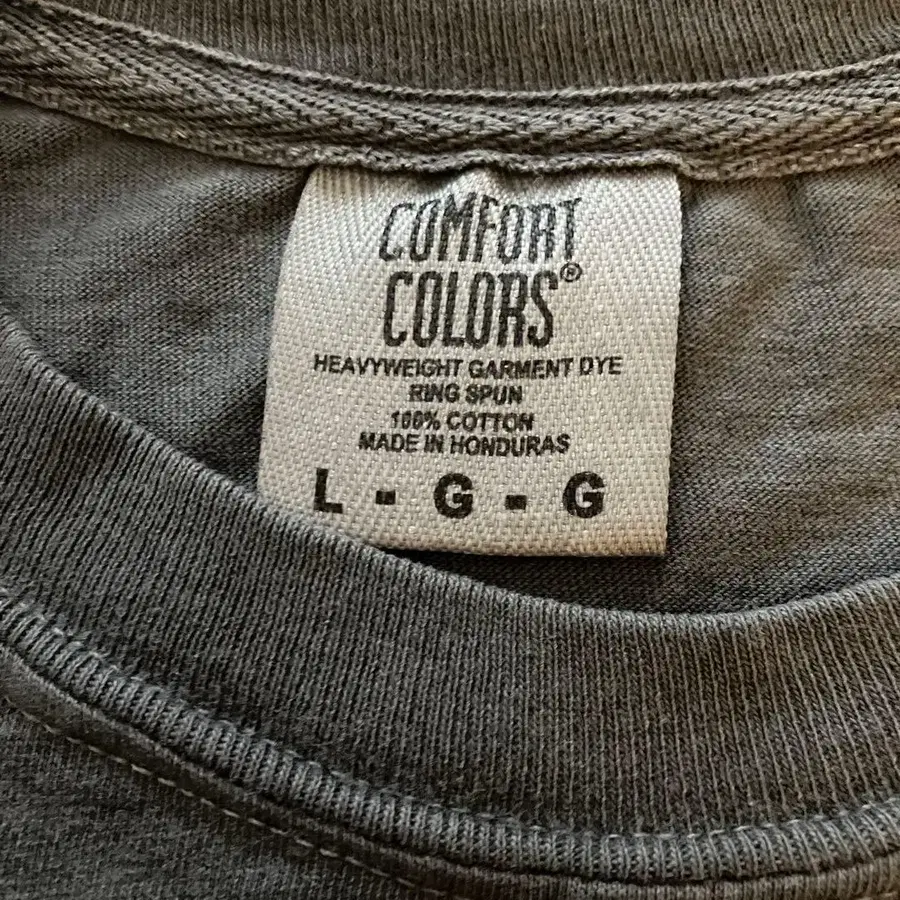 COMFORT
COLORS®
HEAVYWEIGHT GARMENT DYE
RING SPUN
100% COTTON
MADE IN HONDURAS
L - G - G